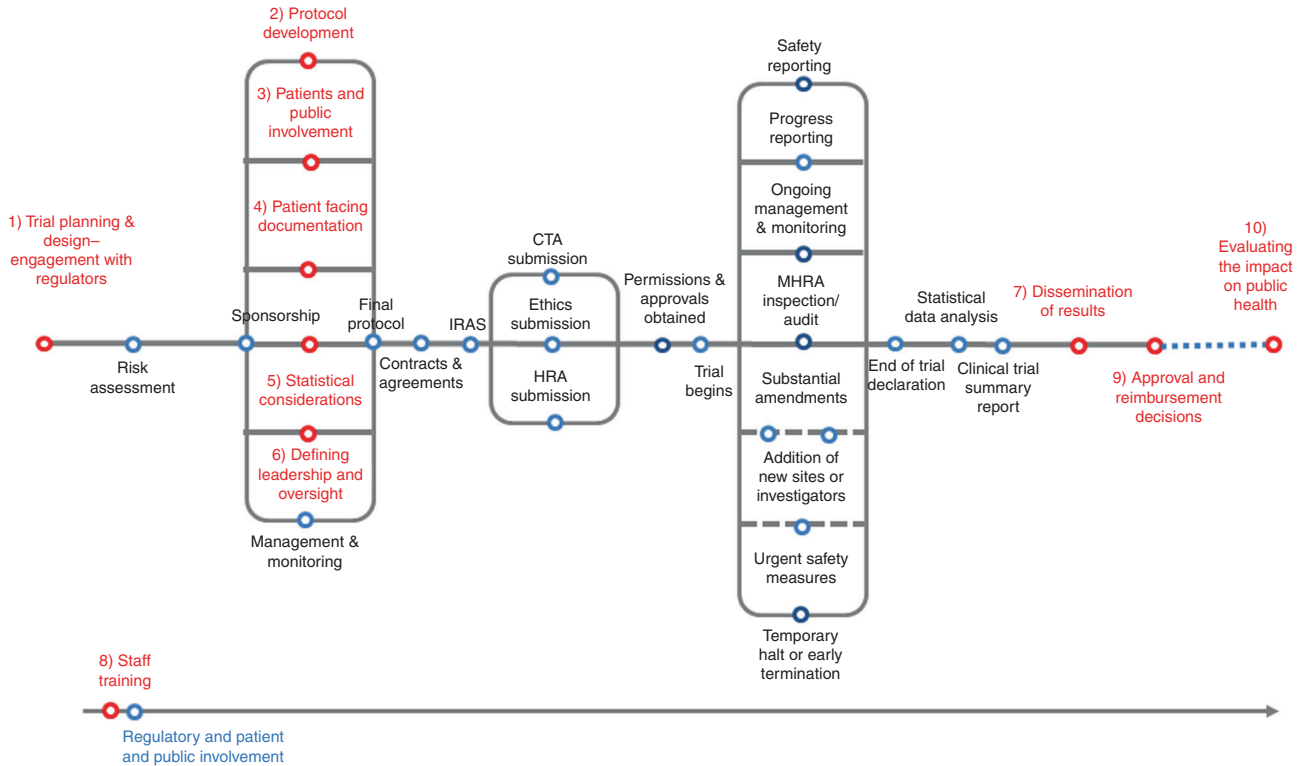 2) Protocol
development
3) Patients and
public
involvement
4) Patient facing
documentation
1) Trial planning &
design–
engagement with
regulators
Risk
assessment
Sponsorship
5) Statistical
considerations
6) Defining
leadership and
oversight
Management &
monitoring
Final
protocol
Contracts &
agreements
IRAS
CTA
submission
Ethics submission
HRA
submission
Permissions &
approvals
obtained
Trial
begins
Safety
reporting
Progress
reporting
Ongoing
management
& monitoring
MHRA
inspection/
audit
Substantial
amendments
Addition of
new sites or
investigators
Urgent safety
measures
Temporary
halt or early
termination
End of trial
declaration
Statistical
data analysis
Clinical trial
summary
report
7) Dissemination
of results
9) Approval and
reimbursement
decisions
10)
Evaluating
the impact
on public
health
8) Staff
training
Regulatory and patient
and public involvement